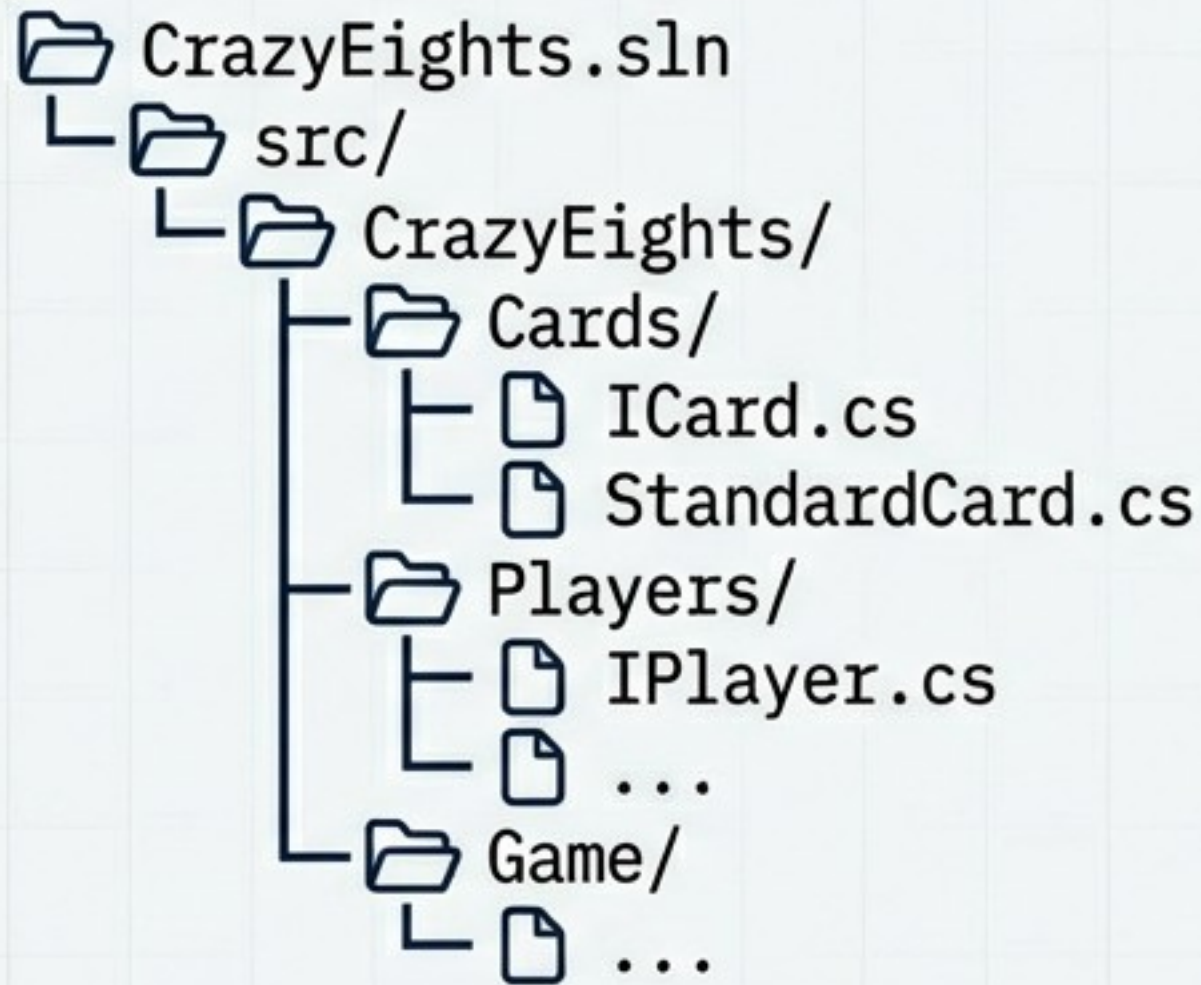 CrazyEights.sln
src/
CrazyEights/
Cards/
ICard.cs
StandardCard.cs
Players/
IPlayer.cs
...
Game/
...